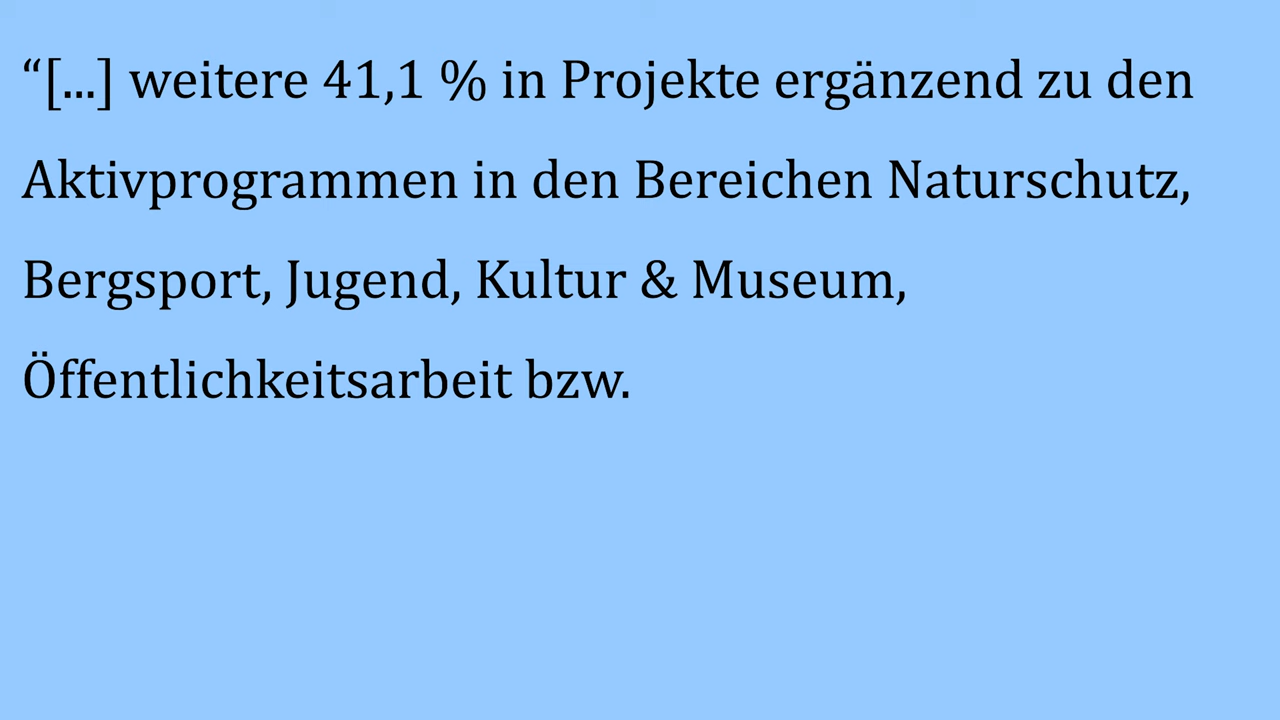 “[...] weitere 41,1 % in Projekte ergänzend zu den
Aktivprogrammen in den Bereichen Naturschutz,
Bergsport, Jugend, Kultur & Museum,
Öffentlichkeitsarbeit bzw.